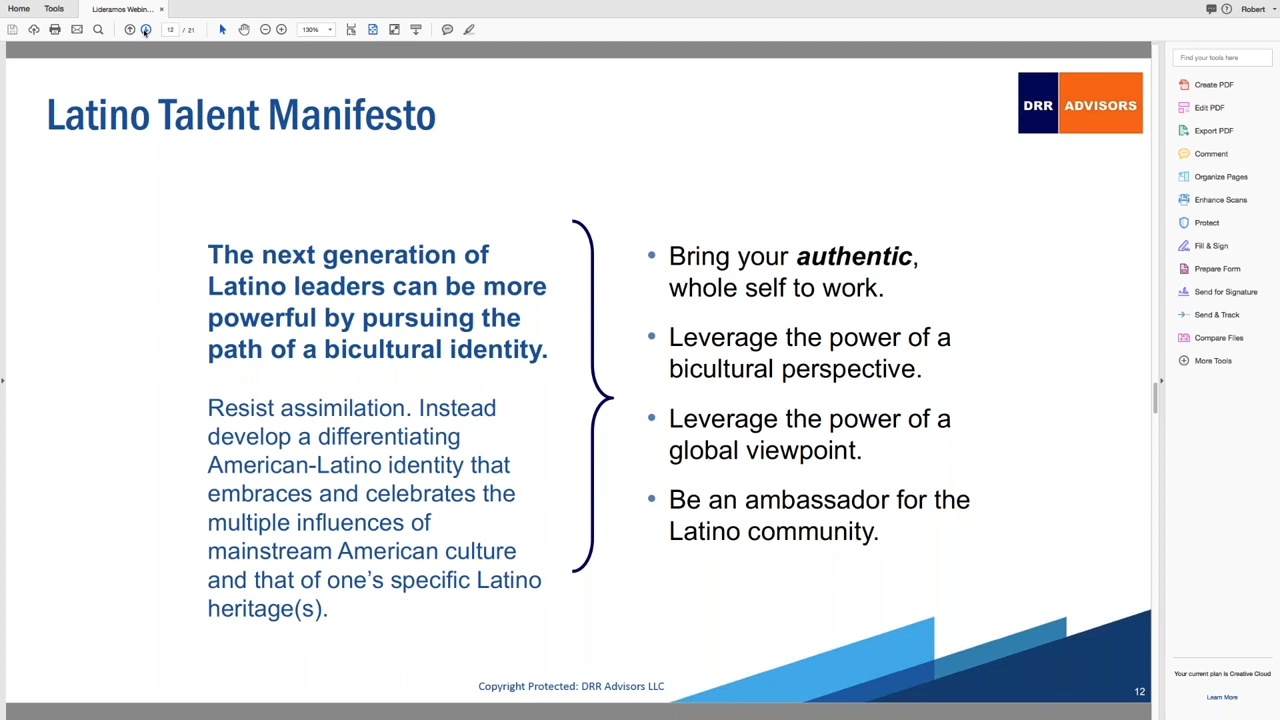 Home
Tools
Lideramos Webin...
×
Robert
12 / 21
130%
Latino Talent Manifesto
DRR ADVISORS
The next generation of
Latino leaders can be more
powerful by pursuing the
path of a bicultural identity.
Resist assimilation. Instead
develop a differentiating
American-Latino identity that
embraces and celebrates the
multiple influences of
mainstream American culture
and that of one’s specific Latino
heritage(s).
• Bring your authentic,
whole self to work.
• Leverage the power of a
bicultural perspective.
• Leverage the power of a
global viewpoint.
• Be an ambassador for the
Latino community.
Copyright Protected: DRR Advisors LLC
12
Find your tools here
Create PDF
Edit PDF
Export PDF
Comment
Organize Pages
Enhance Scans
Protect
Fill & Sign
Prepare Form
Send for Signature
Send & Track
Compare Files
More Tools
Your current plan is Creative Cloud
Learn More